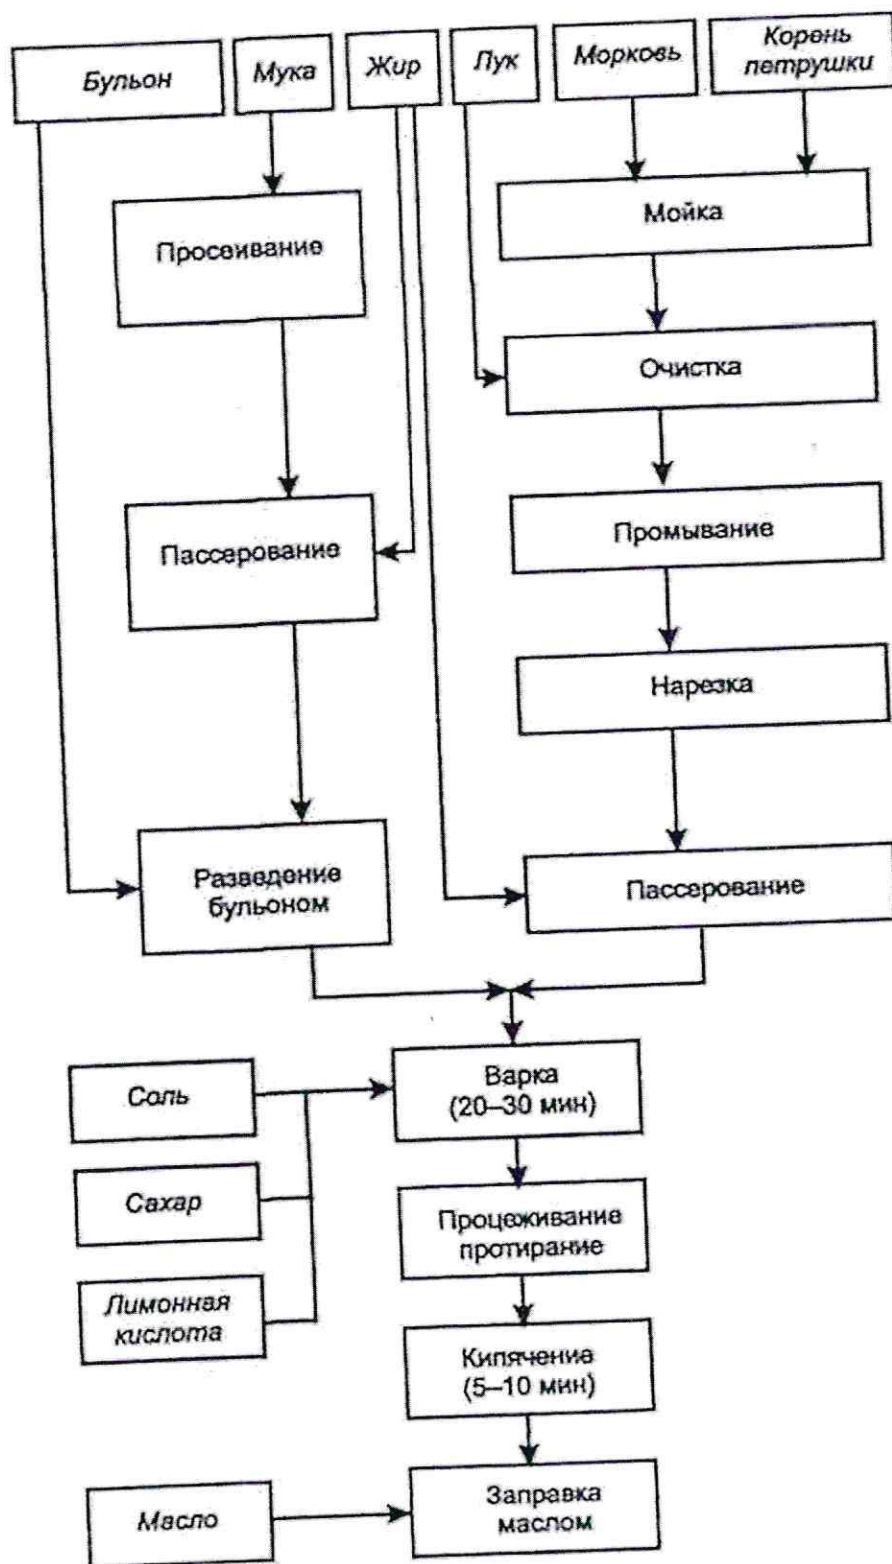 Бульон
Мука
Жир
Лук
Морковь
Корень
петрушки
Мойка
Просеивание
Очистка
Промывание
Пассерование
Нарезка
Разведение
бульоном
Пассерование
Варка
(20–30 мин)
Соль
Сахар
Процеживание
протирание
Лимонная
кислота
Кипячение
(5–10 мин)
Масло
Заправка
маслом